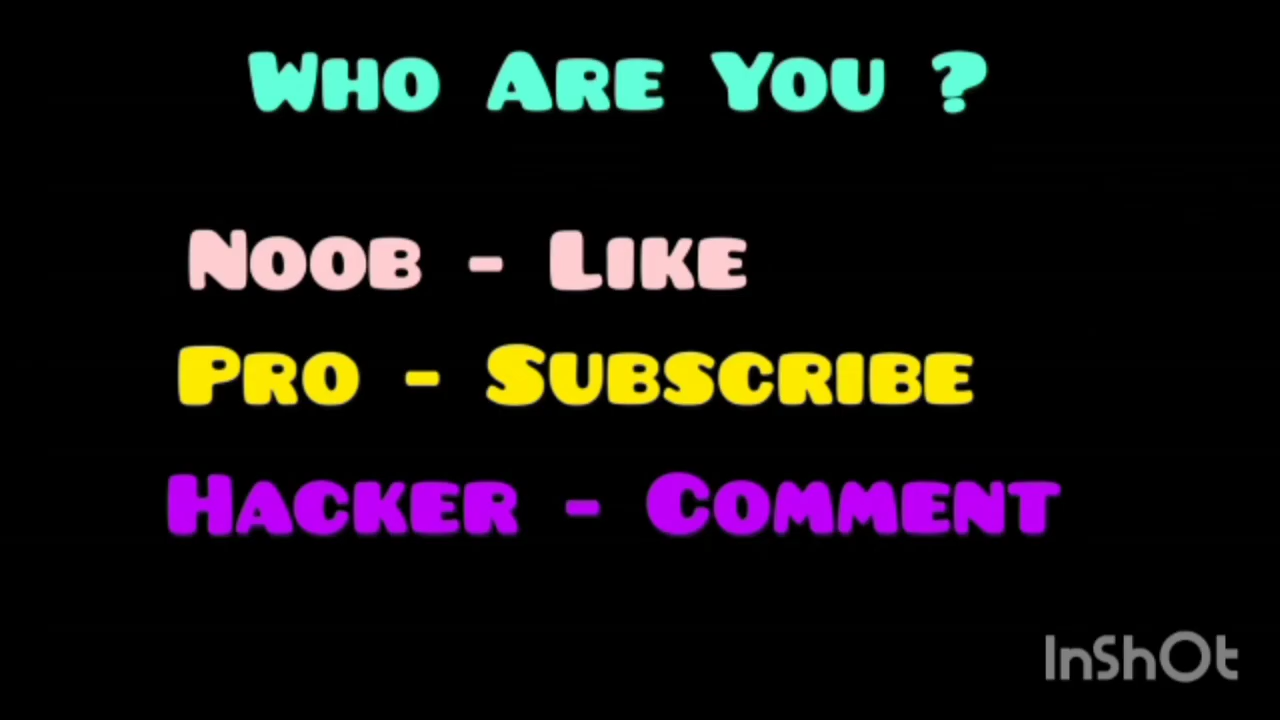 Who Are You ?
Noob - Like
Pro - Subscribe
Hacker - Comment
InShOt